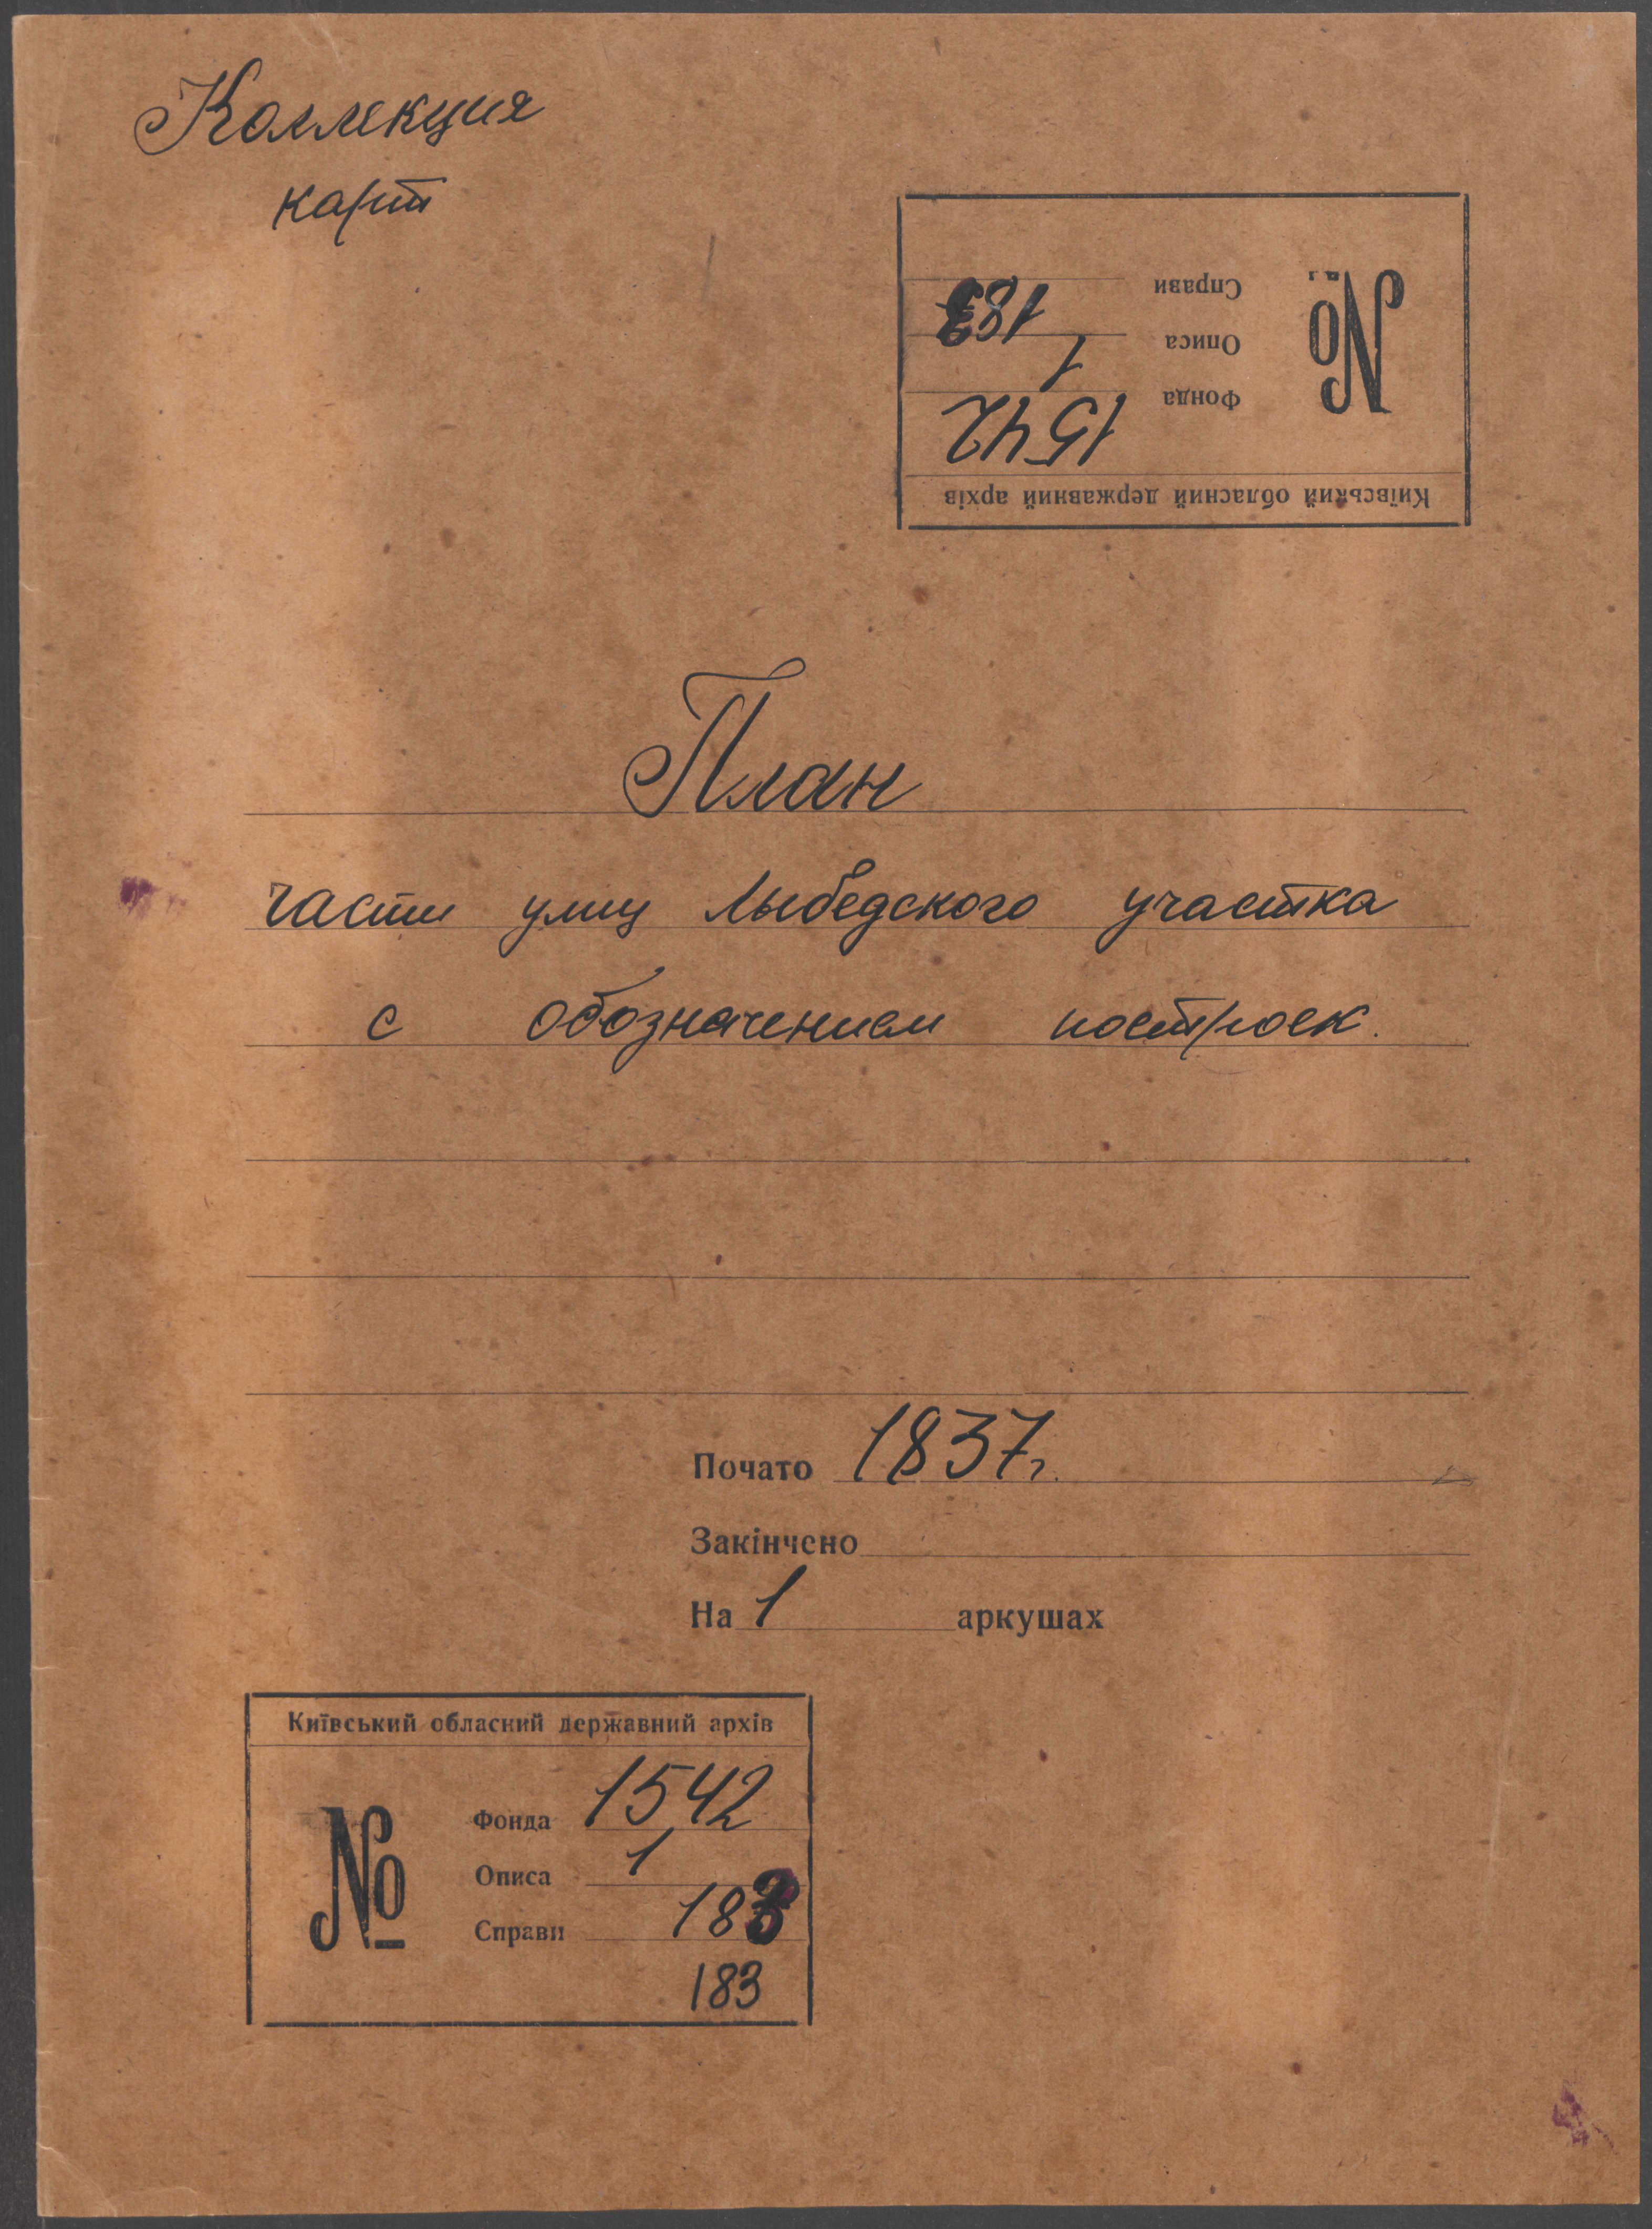 Коллекция
карт
Київський обласний державний архів
№
Фонда 1542
Описа 1
Справи 183
План
части улиц Лыбедского участка
с обозначением построек.
Почато 1837 г.
Закінчено
На 1 аркушах
Київський обласний державний архів
№
Фонда 1542
Описа 1
Справи 183
183